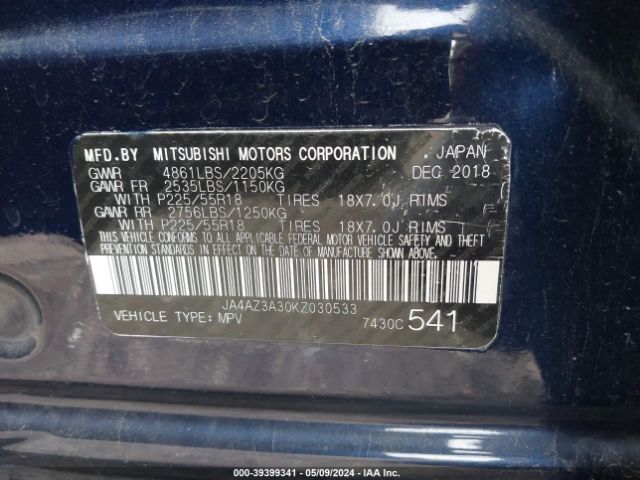 MFD.BY MITSUBISHI MOTORS CORPORATION JAPAN
GVWR 4861LBS/2205KG DEC 2018
GAWR FR 2535LBS/1150KG
WITH P225/55R18 TIRES 18X7.0J RIMS
GAWR RR 2756LBS/1250KG
WITH P225/55R18 TIRES 18X7.0J RIMS
THIS VEHICLE CONFORMS TO ALL APPLICABLE FEDERAL MOTOR VEHICLE SAFETY AND THEFT
PREVENTION STANDARDS IN EFFECT ON THE DATE OF MANUFACTURE SHOWN ABOVE.
JA4AZ3A30KZ030533
VEHICLE TYPE: MPV 7430C 541
000-39399341 - 05/09/2024 - IAA Inc.